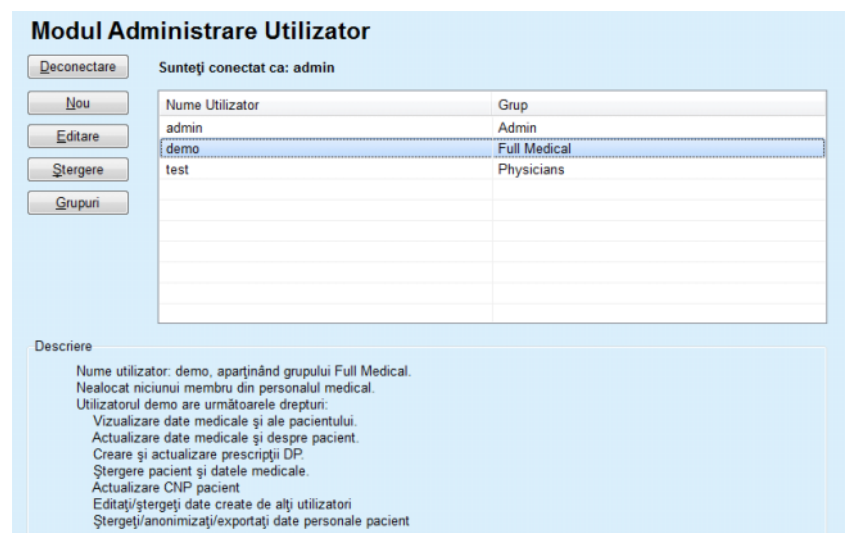 Modul Administrare Utilizator
Deconectare Sunteţi conectat ca: admin
Nou
Nume Utilizator Grup
admin Admin
Editare
demo Full Medical
Ştergere
test Physicians
Grupuri
Descriere
Nume utilizator: demo, aparţinând grupului Full Medical.
Nealocat niciunui membru din personalul medical.
Utilizatorul demo are următoarele drepturi:
Vizualizare date medicale şi ale pacientului.
Actualizare date medicale şi despre pacient.
Creare şi actualizare prescripţii DP.
Ştergere pacient şi datele medicale.
Actualizare CNP pacient
Editaţi/ştergeţi date create de alţi utilizatori
Ştergeţi/anonimizaţi/exportaţi date personale pacient